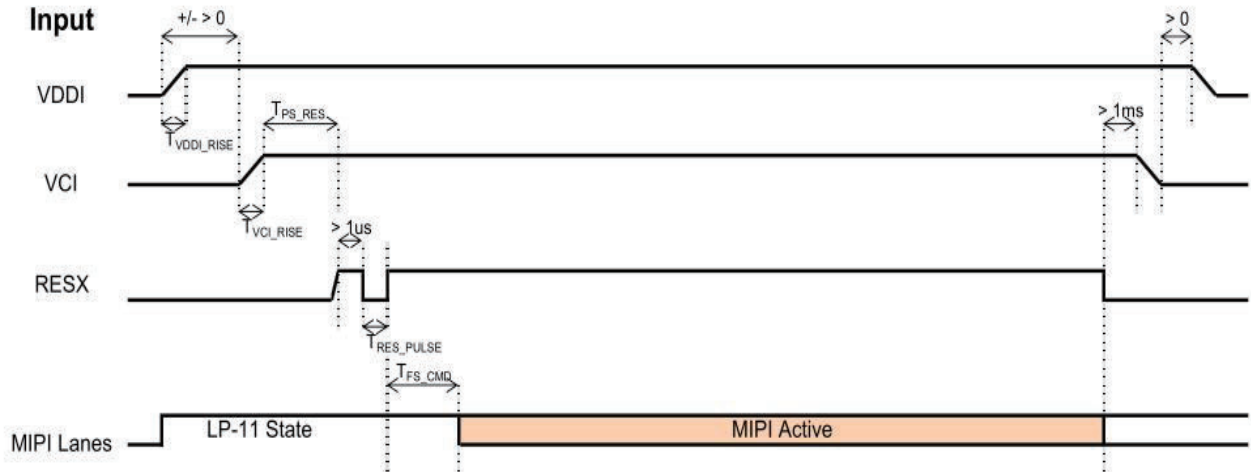 Input
+/- > 0
> 0
VDDI
TPS_RES
> 1ms
TVDDI_RISE
VCI
TVCI_RISE
> 1us
RESX
TRES_PULSE
TFS_CMD
MIPI Lanes
LP-11 State
MIPI Active